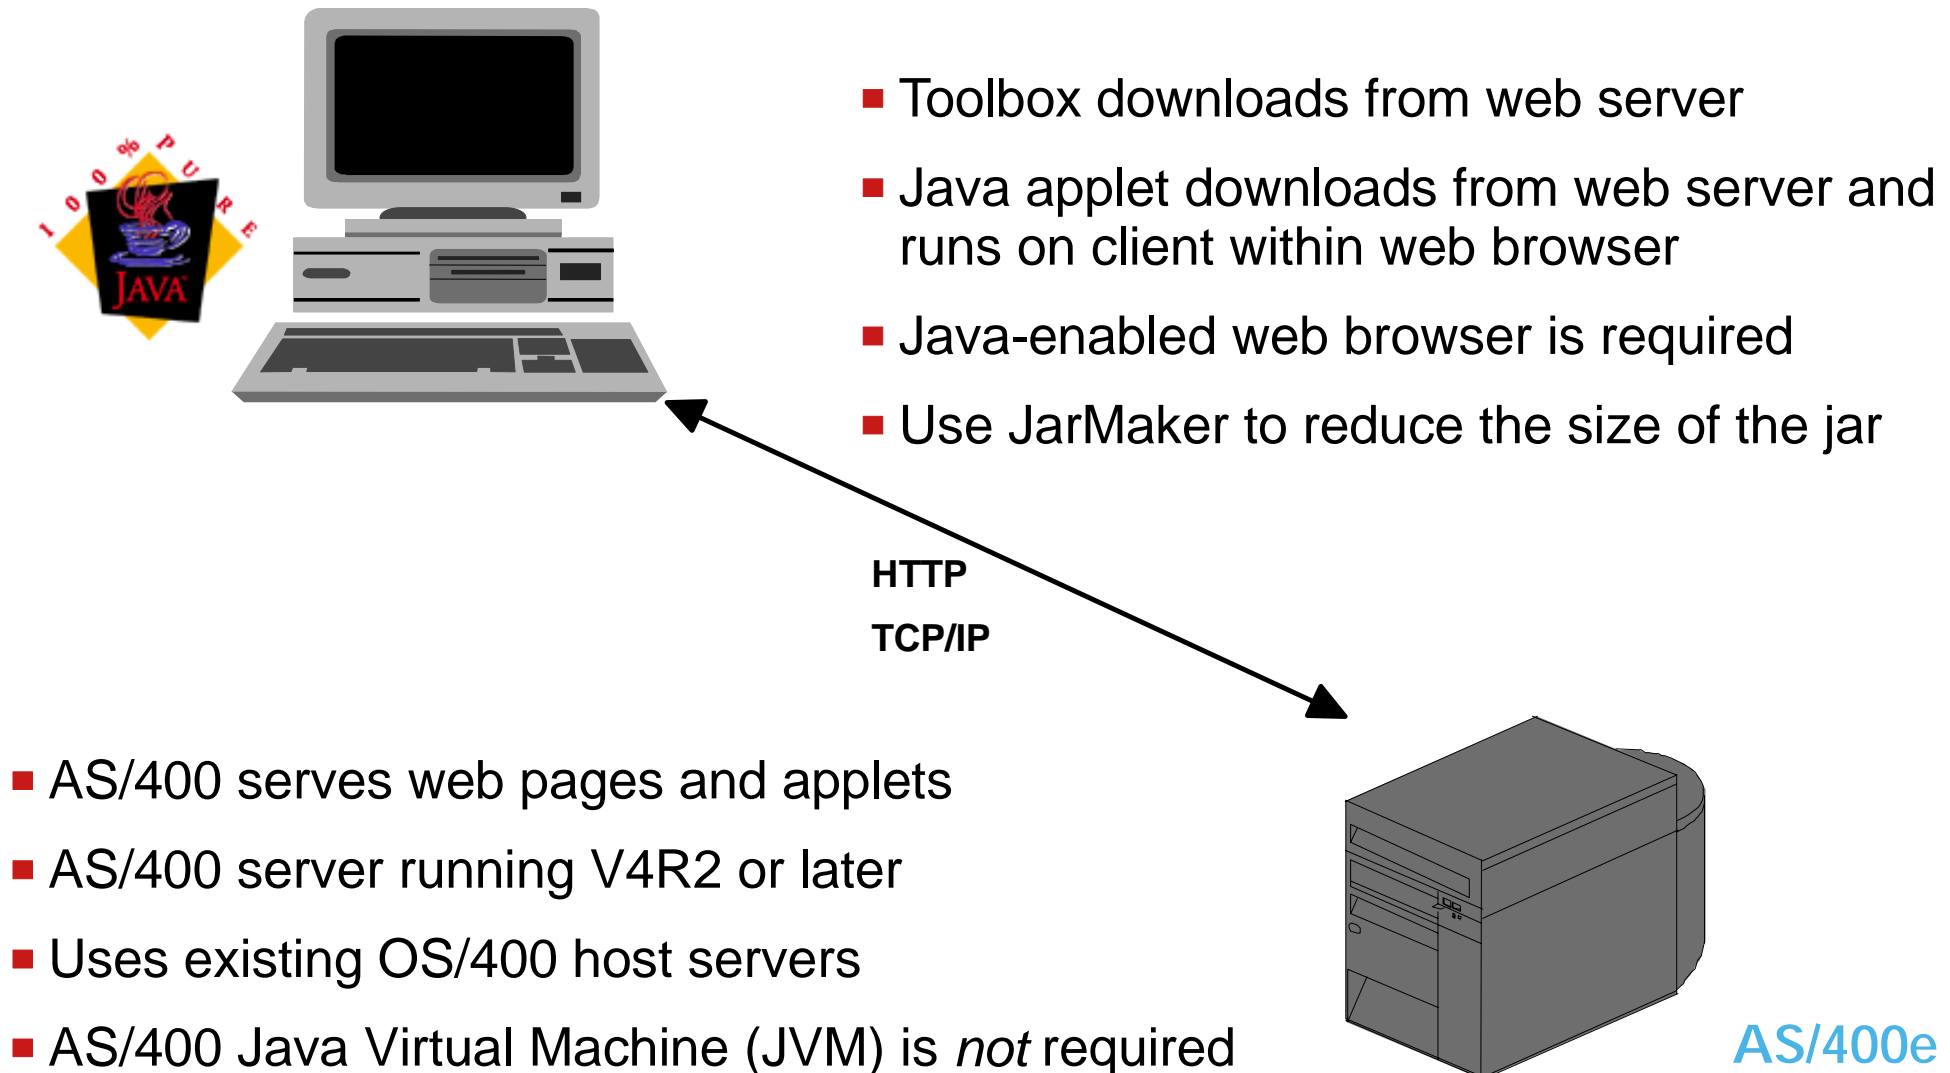 100% PURE
JAVA
Toolbox downloads from web server
Java applet downloads from web server and
runs on client within web browser
Java-enabled web browser is required
Use JarMaker to reduce the size of the jar
HTTP
TCP/IP
AS/400 serves web pages and applets
AS/400 server running V4R2 or later
Uses existing OS/400 host servers
AS/400 Java Virtual Machine (JVM) is not required
AS/400e